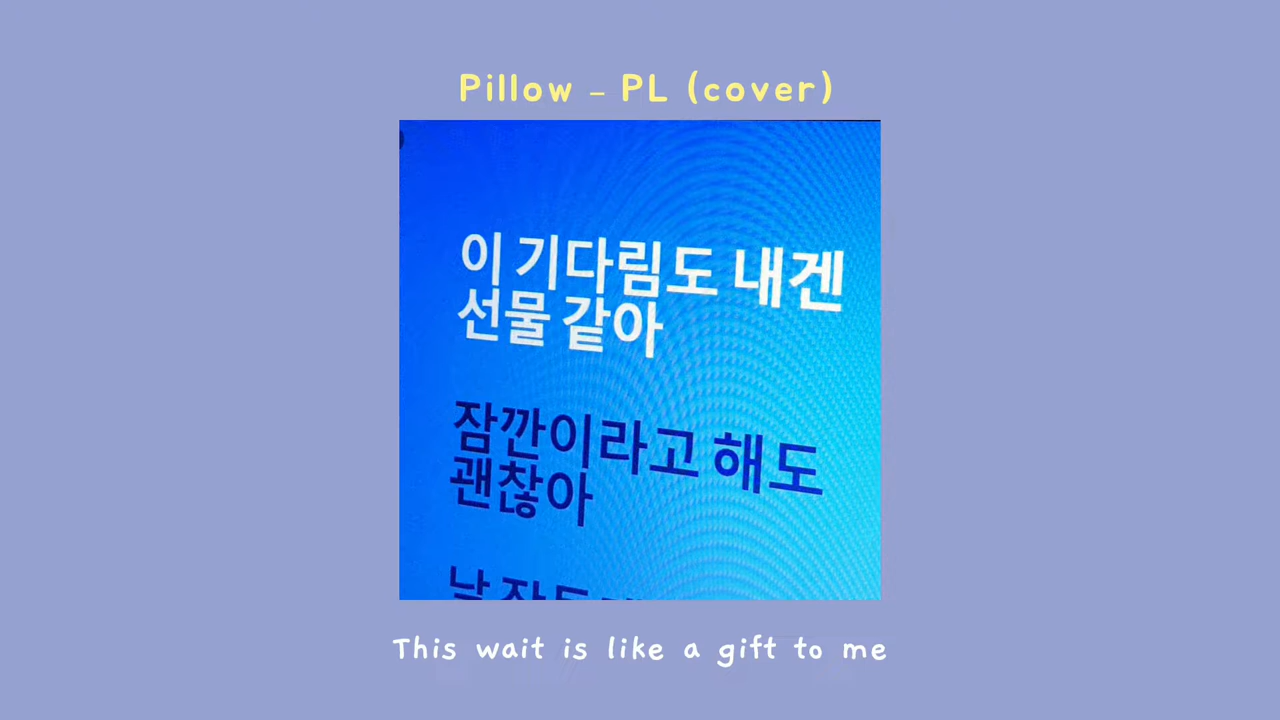 Pillow – PL (cover)
이 기다림도 내겐
선물 같아
잠깐이라고 해도
괜찮아
This wait is like a gift to me